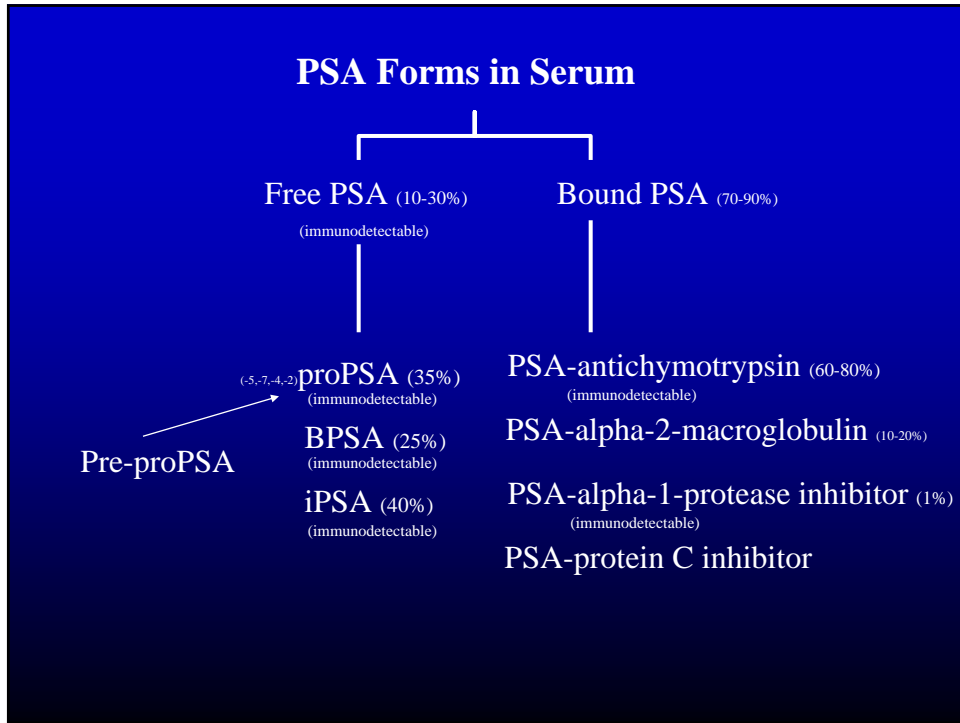 PSA Forms in Serum
Free PSA (10-30%)
(immunodetectable)
Bound PSA (70-90%)
(-5,-7,-4,-2)proPSA (35%)
(immunodetectable)
BPSA (25%)
(immunodetectable)
iPSA (40%)
(immunodetectable)
Pre-proPSA
PSA-antichymotrypsin (60-80%)
(immunodetectable)
PSA-alpha-2-macroglobulin (10-20%)
PSA-alpha-1-protease inhibitor (1%)
(immunodetectable)
PSA-protein C inhibitor